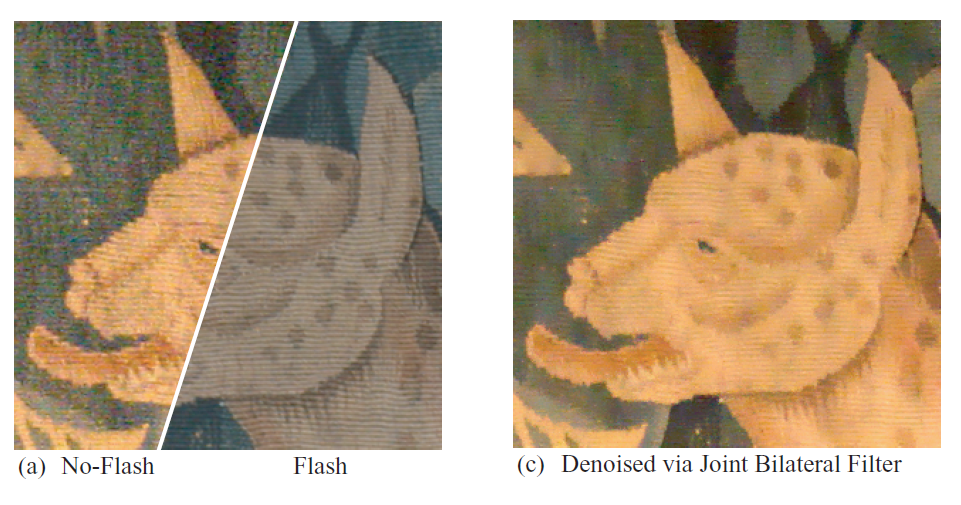 (a) No-Flash Flash
(c) Denoised via Joint Bilateral Filter